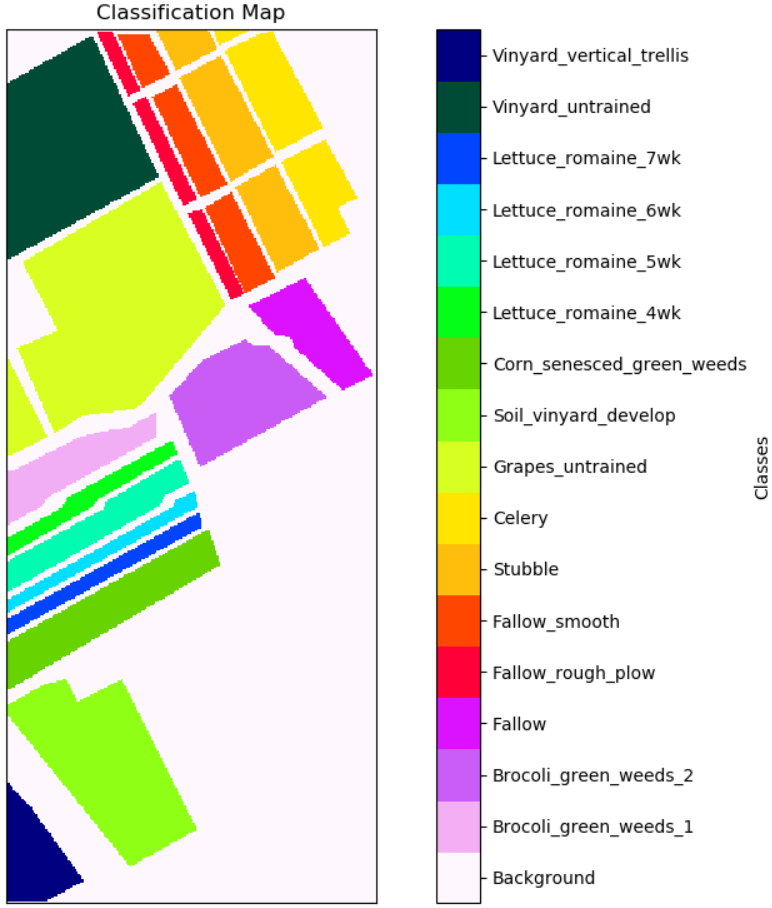 Classification Map
Vinyard_vertical_trellis
Vinyard_untrained
Lettuce_romaine_7wk
Lettuce_romaine_6wk
Lettuce_romaine_5wk
Lettuce_romaine_4wk
Corn_senesced_green_weeds
Soil_vinyard_develop
Grapes_untrained
Celery
Stubble
Fallow_smooth
Fallow_rough_plow
Fallow
Brocoli_green_weeds_2
Brocoli_green_weeds_1
Background
Classes